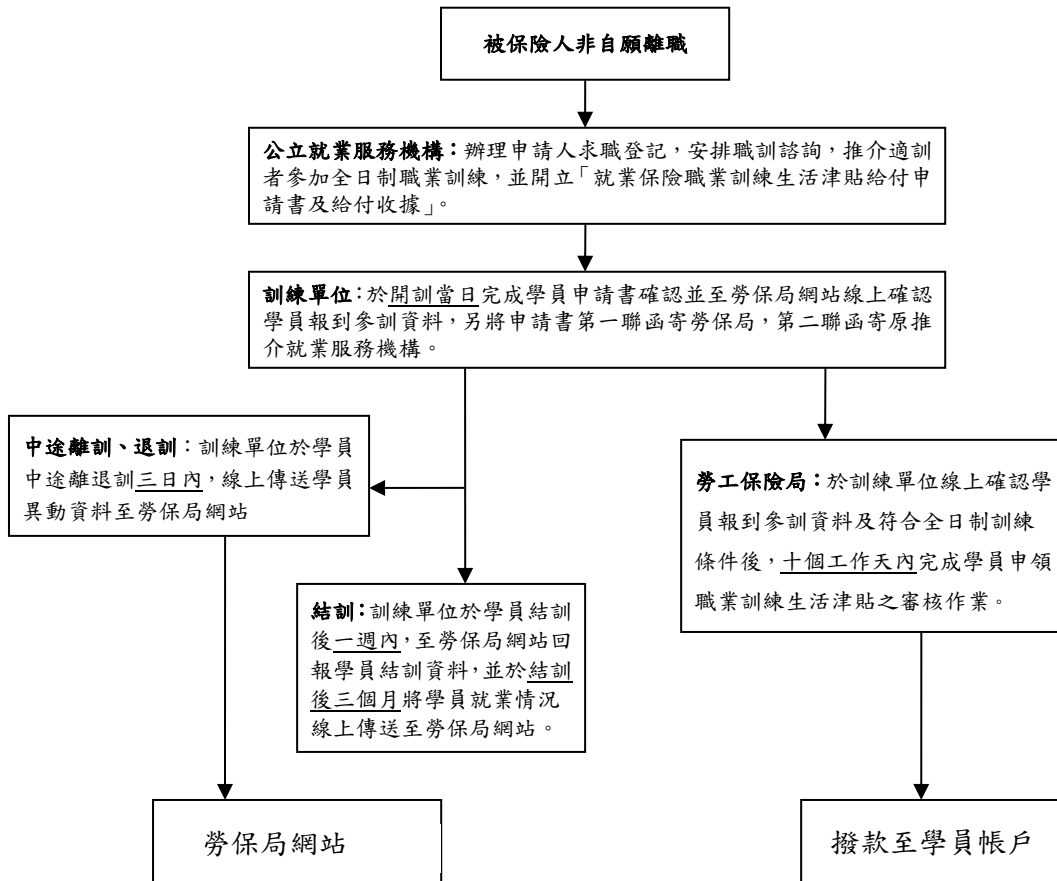 被保險人非自願離職
公立就業服務機構：辦理申請人求職登記，安排職訓諮詢，推介適訓
者參加全日制職業訓練，並開立「就業保險職業訓練生活津貼給付申
請書及給付收據」。
訓練單位：於開訓當日完成學員申請書確認並至勞保局網站線上確認
學員報到參訓資料，另將申請書第一聯函寄勞保局，第二聯函寄原推
介就業服務機構。
中途離訓、退訓：訓練單位於學員
中途離退訓三日內，線上傳送學員
異動資料至勞保局網站
勞工保險局：於訓練單位線上確認學
員報到參訓資料及符合全日制訓練
條件後，十個工作天內完成學員申領
職業訓練生活津貼之審核作業。
結訓：訓練單位於學員結訓
後一週內，至勞保局網站回
報學員結訓資料，並於結訓
後三個月將學員就業情況
線上傳送至勞保局網站。
勞保局網站
撥款至學員帳戶